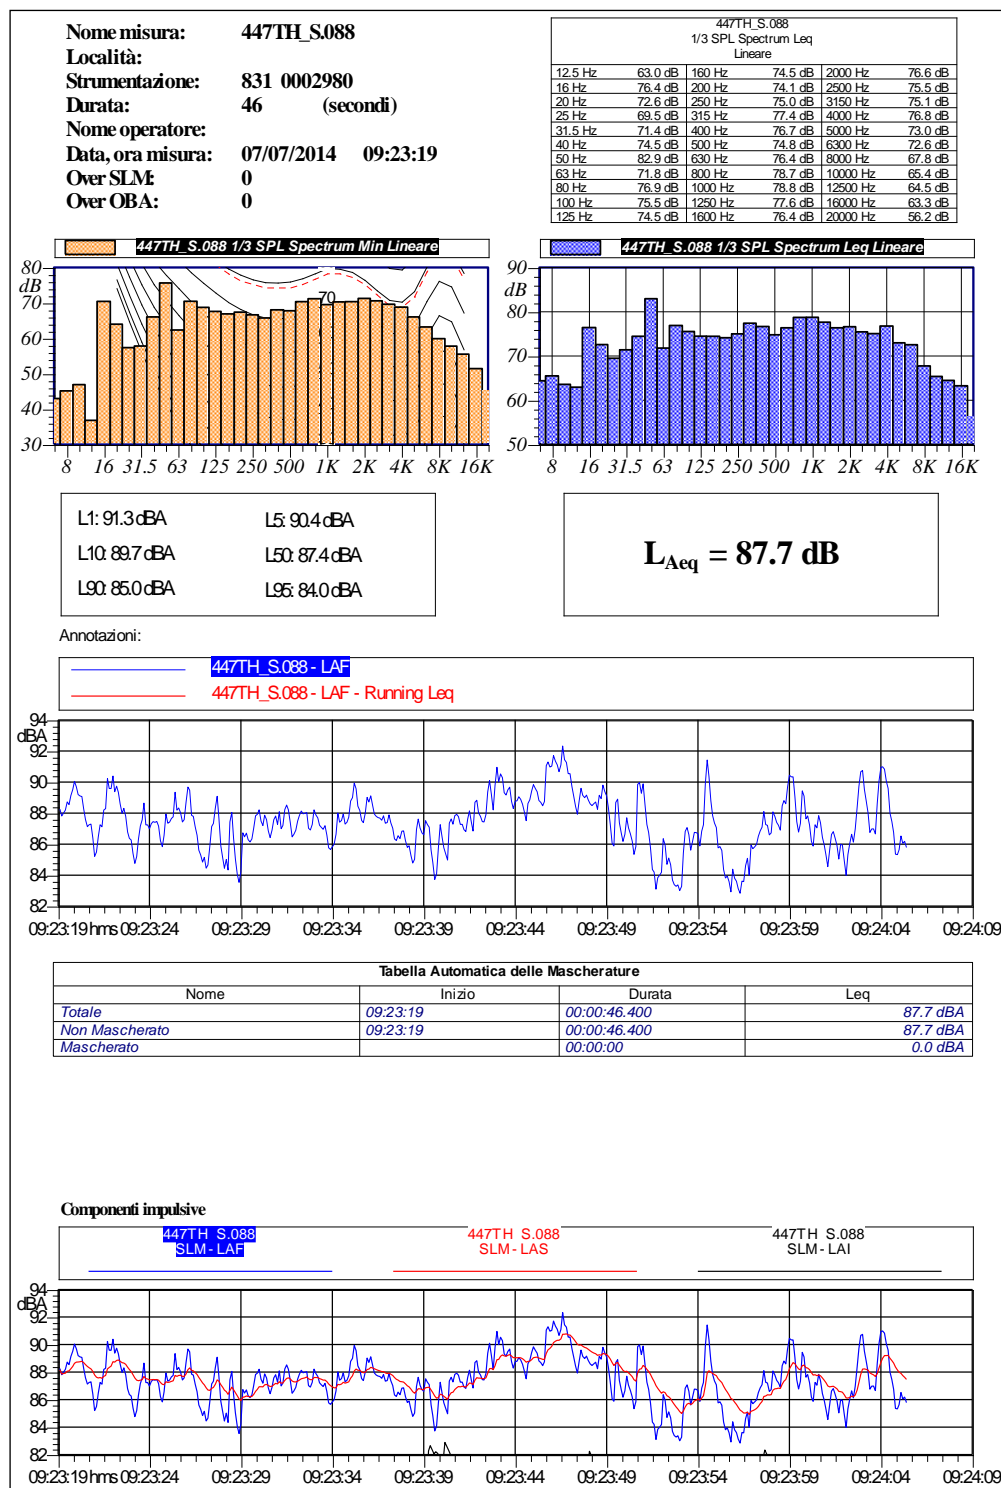 Nome misura: 447TH_S.088
Località:
Strumentazione: 831 0002980
Durata: 46 (secondi)
Nome operatore:
Data, ora misura: 07/07/2014 09:23:19
Over SLM: 0
Over OBA: 0
447TH_S.088
1/3 SPL Spectrum Leq
Lineare
12.5 Hz 63.0 dB 160 Hz 74.5 dB 2000 Hz 76.6 dB
16 Hz 76.4 dB 200 Hz 74.1 dB 2500 Hz 75.5 dB
20 Hz 72.6 dB 250 Hz 75.0 dB 3150 Hz 75.1 dB
25 Hz 69.5 dB 315 Hz 77.4 dB 4000 Hz 76.8 dB
31.5 Hz 71.4 dB 400 Hz 76.7 dB 5000 Hz 73.0 dB
40 Hz 74.5 dB 500 Hz 74.8 dB 6300 Hz 72.6 dB
50 Hz 82.9 dB 630 Hz 76.4 dB 8000 Hz 67.8 dB
63 Hz 71.8 dB 800 Hz 78.7 dB 10000 Hz 65.4 dB
80 Hz 76.9 dB 1000 Hz 78.8 dB 12500 Hz 64.5 dB
100 Hz 75.5 dB 1250 Hz 77.6 dB 16000 Hz 63.3 dB
125 Hz 74.5 dB 1600 Hz 76.4 dB 20000 Hz 56.2 dB
447TH_S.088 1/3 SPL Spectrum Min Lineare
80
dB
70
60
50
40
30
70
8 16 31.5 63 125 250 500 1K 2K 4K 8K 16K
447TH_S.088 1/3 SPL Spectrum Leq Lineare
90
dB
80
70
60
50
8 16 31.5 63 125 250 500 1K 2K 4K 8K 16K
L1: 91.3 dBA L5: 90.4 dBA
L10: 89.7 dBA L50: 87.4 dBA
L90: 85.0 dBA L95: 84.0 dBA
LAeq = 87.7 dB
Annotazioni:
447TH_S.088 - LAF
447TH_S.088 - LAF - Running Leq
94
dBA
92
90
88
86
84
82
09:23:19 hms 09:23:24 09:23:29 09:23:34 09:23:39 09:23:44 09:23:49 09:23:54 09:23:59 09:24:04 09:24:09
Tabella Automatica delle Mascherature
Nome Inizio Durata Leq
Totale 09:23:19 00:00:46.400 87.7 dBA
Non Mascherato 09:23:19 00:00:46.400 87.7 dBA
Mascherato 00:00:00 0.0 dBA
Componenti impulsive
447TH_S.088 447TH_S.088 447TH_S.088
SLM - LAF SLM - LAS SLM - LAI
94
dBA
92
90
88
86
84
82
09:23:19 hms 09:23:24 09:23:29 09:23:34 09:23:39 09:23:44 09:23:49 09:23:54 09:23:59 09:24:04 09:24:09